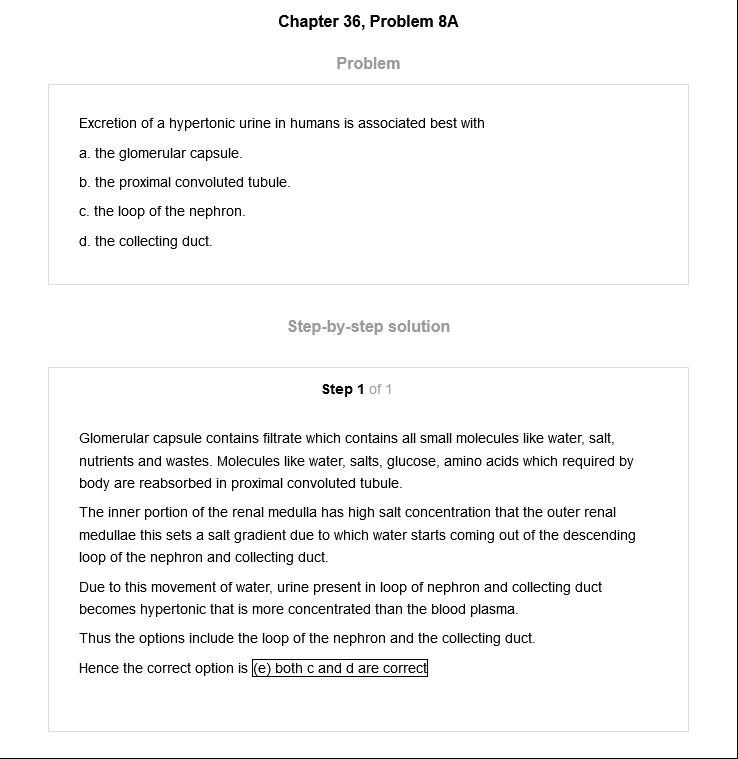 Chapter 36, Problem 8A
Problem
Excretion of a hypertonic urine in humans is associated best with
a. the glomerular capsule.
b. the proximal convoluted tubule.
c. the loop of the nephron.
d. the collecting duct.
Step-by-step solution
Step 1 of 1
Glomerular capsule contains filtrate which contains all small molecules like water, salt,
nutrients and wastes. Molecules like water, salts, glucose, amino acids which required by
body are reabsorbed in proximal convoluted tubule.
The inner portion of the renal medulla has high salt concentration that the outer renal
medullae this sets a salt gradient due to which water starts coming out of the descending
loop of the nephron and collecting duct.
Due to this movement of water, urine present in loop of nephron and collecting duct
becomes hypertonic that is more concentrated than the blood plasma.
Thus the options include the loop of the nephron and the collecting duct.
Hence the correct option is (e) both c and d are correct